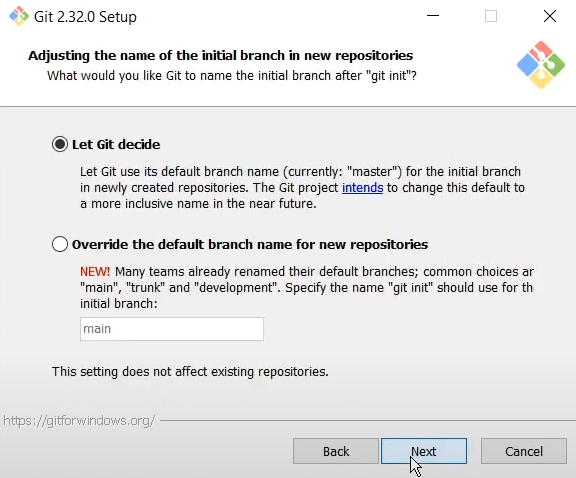 Git 2.32.0 Setup
Adjusting the name of the initial branch in new repositories
What would you like Git to name the initial branch after "git init"?
Let Git decide
Let Git use its default branch name (currently: "master") for the initial branch
in newly created repositories. The Git project intends to change this default to
a more inclusive name in the near future.
Override the default branch name for new repositories
NEW! Many teams already renamed their default branches; common choices ar
"main", "trunk" and "development". Specify the name "git init" should use for th
initial branch:
main
This setting does not affect existing repositories.
https://gitforwindows.org/
Back Next Cancel